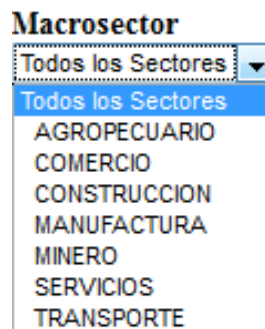 Macrosector
Todos los Sectores
Todos los Sectores
AGROPECUARIO
COMERCIO
CONSTRUCCION
MANUFACTURA
MINERO
SERVICIOS
TRANSPORTE